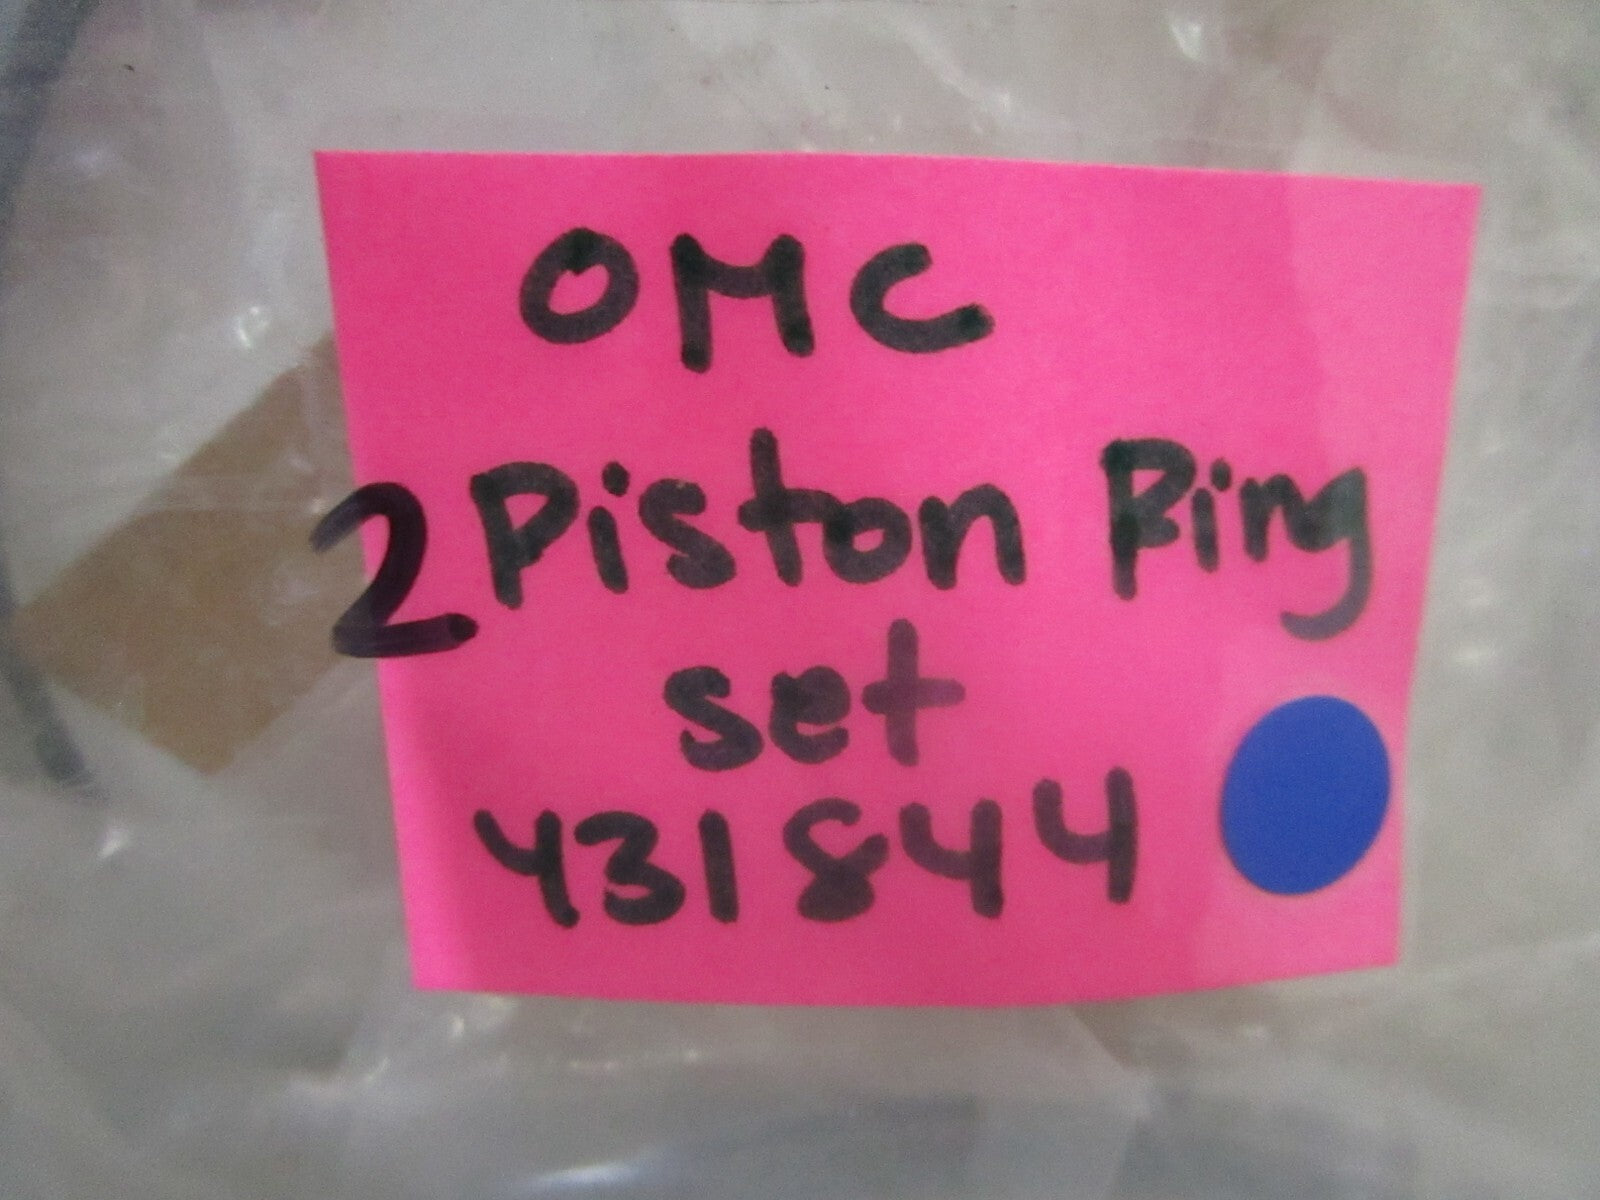 OMC
2 Piston Ring
set
431844